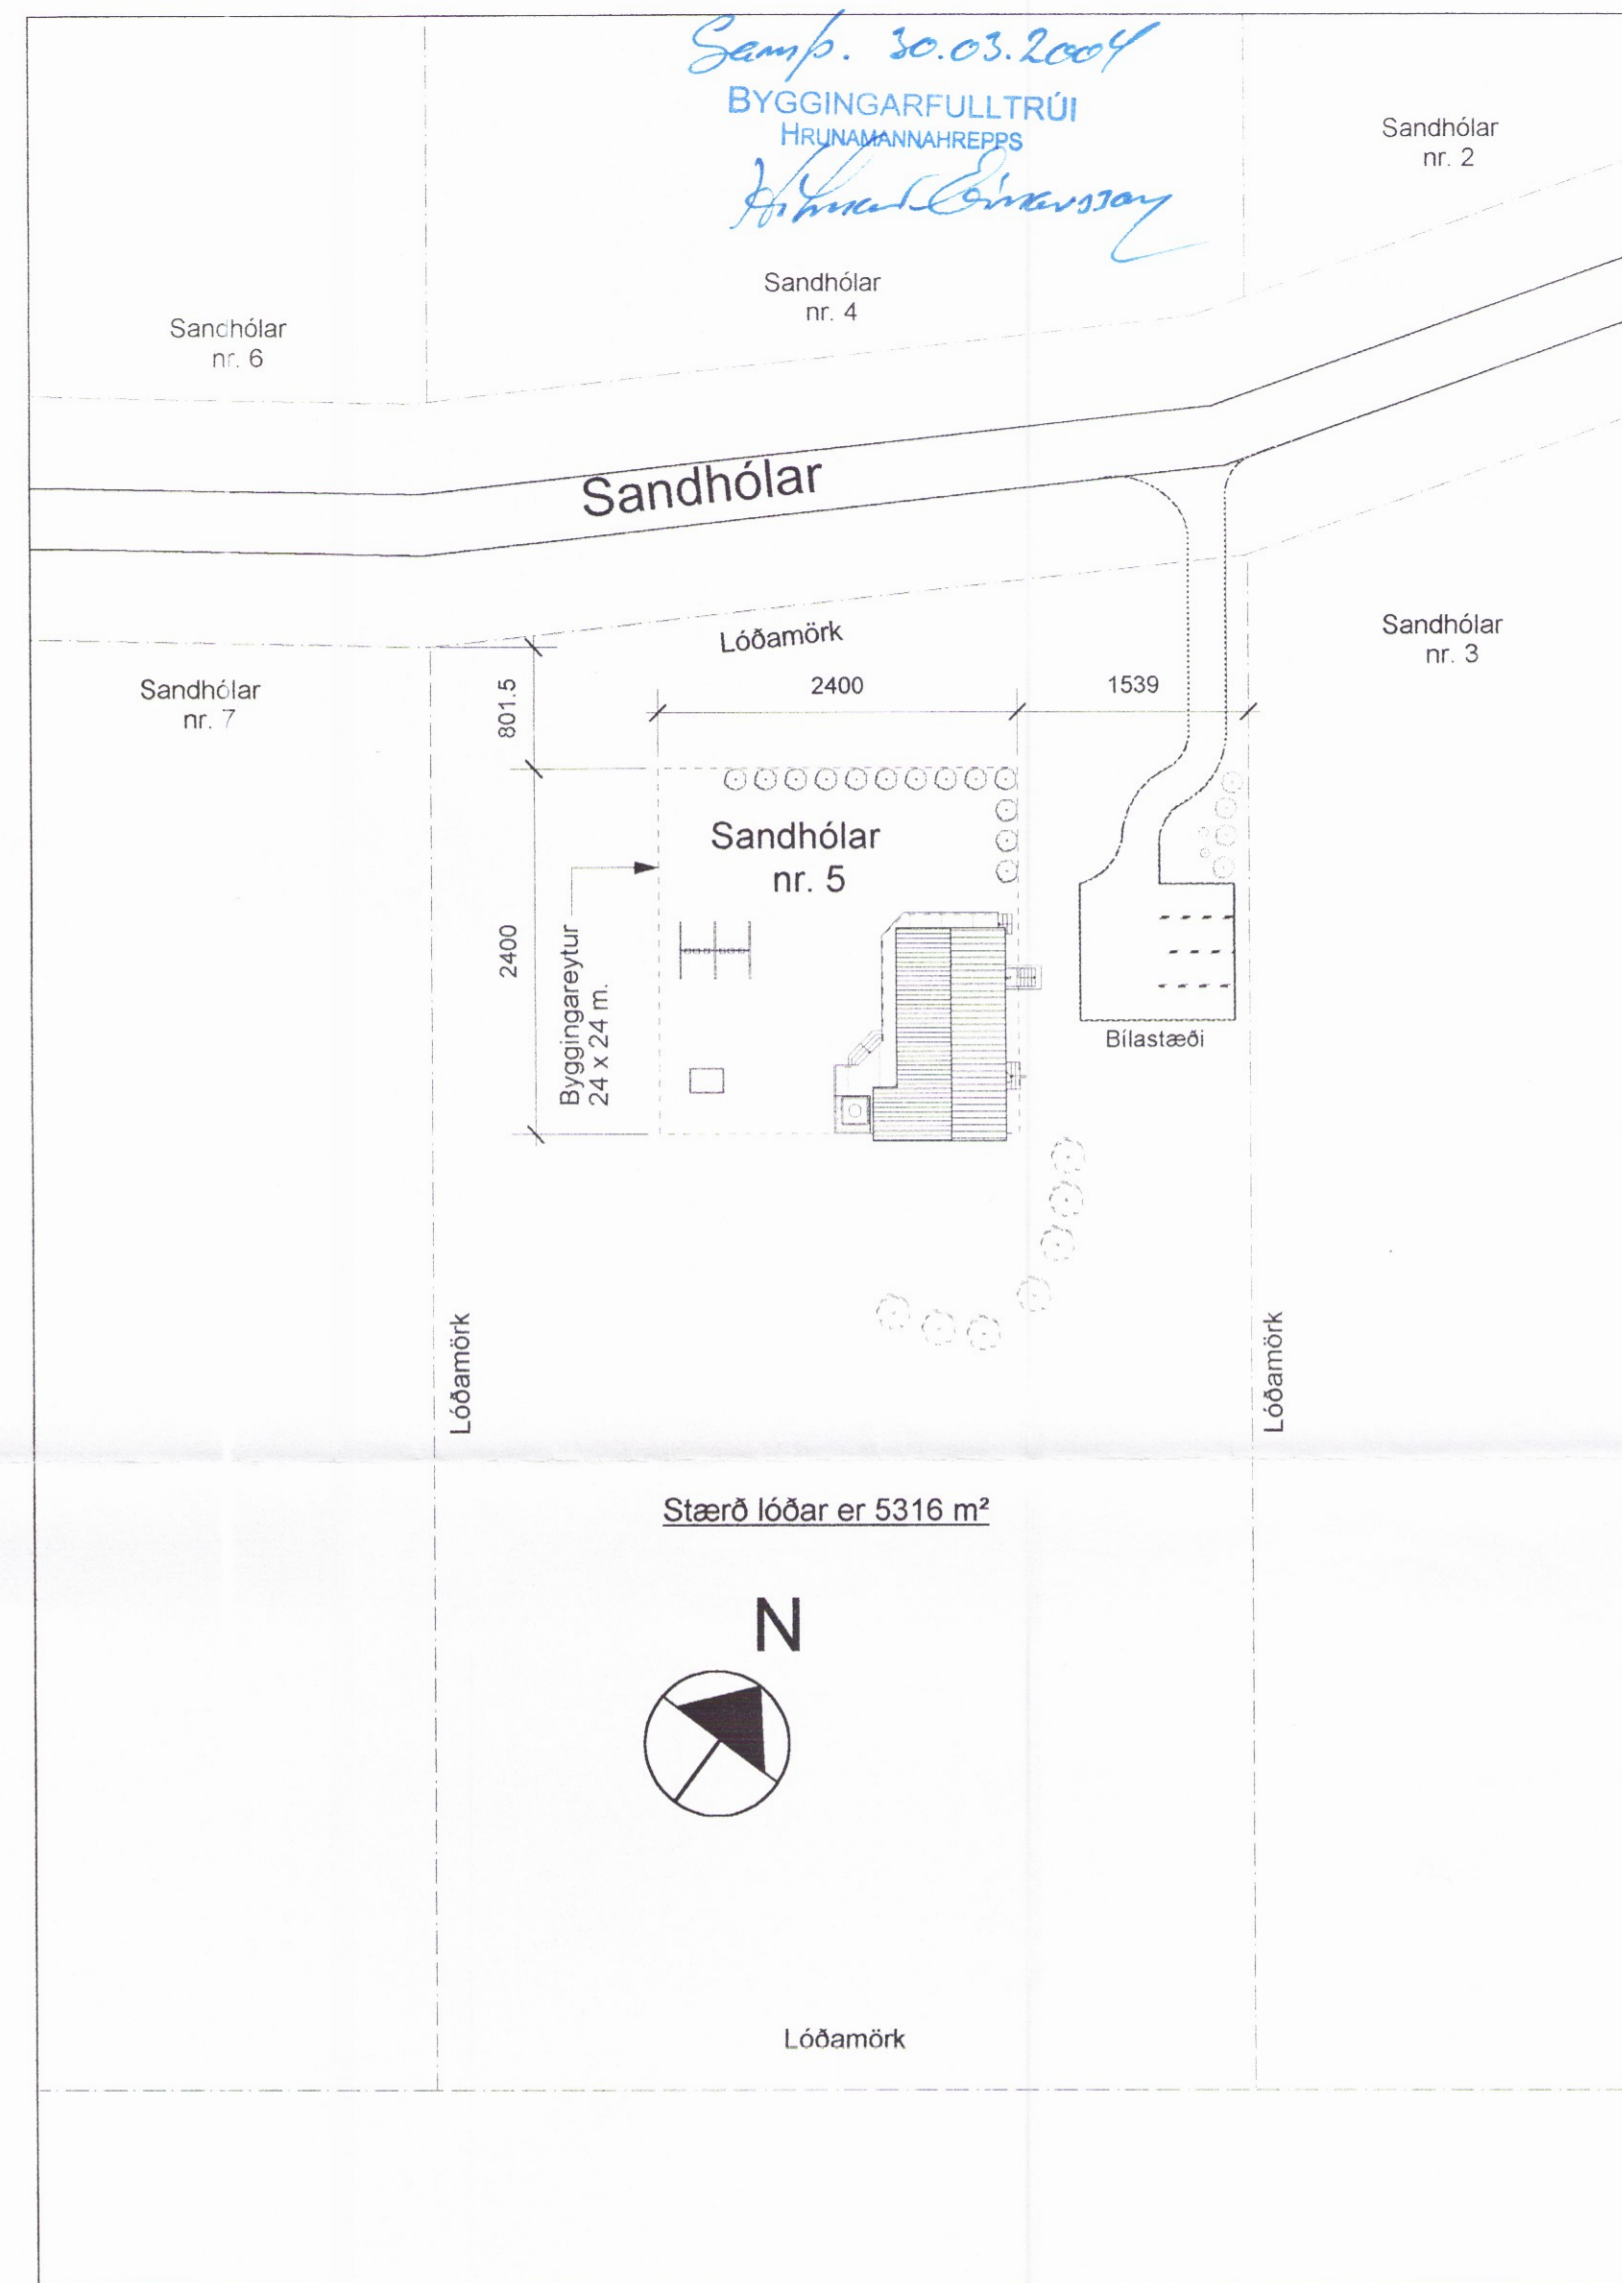 Samþ. 30.03.2004
BYGGINGARFULLTRÚI
HRUNAMANNAHREPPS
Hilmar Einarsson
Sandhólar
nr. 2
Sandhólar
nr. 4
Sandhólar
nr. 6
Sandhólar
Lóðamörk
Sandhólar
nr. 3
Sandhólar
nr. 7
801.5
2400
1539
Sandhólar
nr. 5
2400
Byggingareytur
24 x 24 m.
Bílastæði
Lóðamörk
Lóðamörk
Stærð lóðar er 5316 m²
N
Lóðamörk